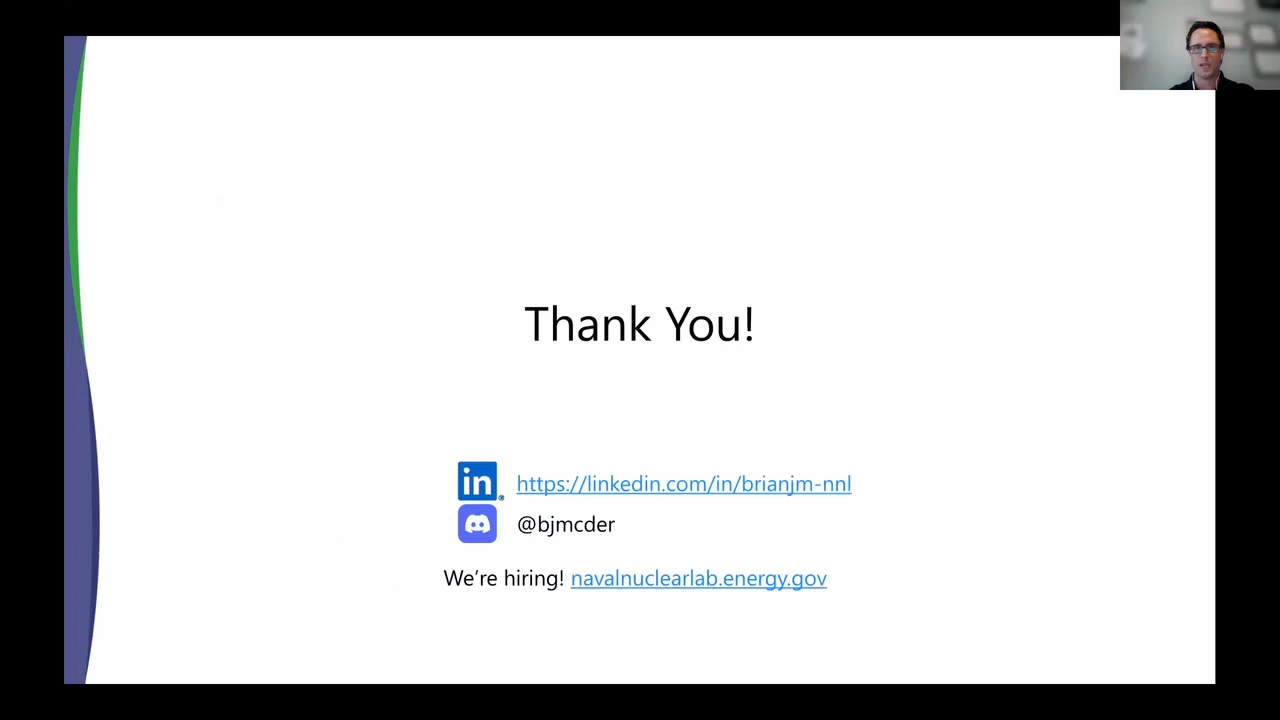 Thank You!
in https://linkedin.com/in/brianjm-nnl
@bjmcder
We're hiring! navalnuclearlab.energy.gov